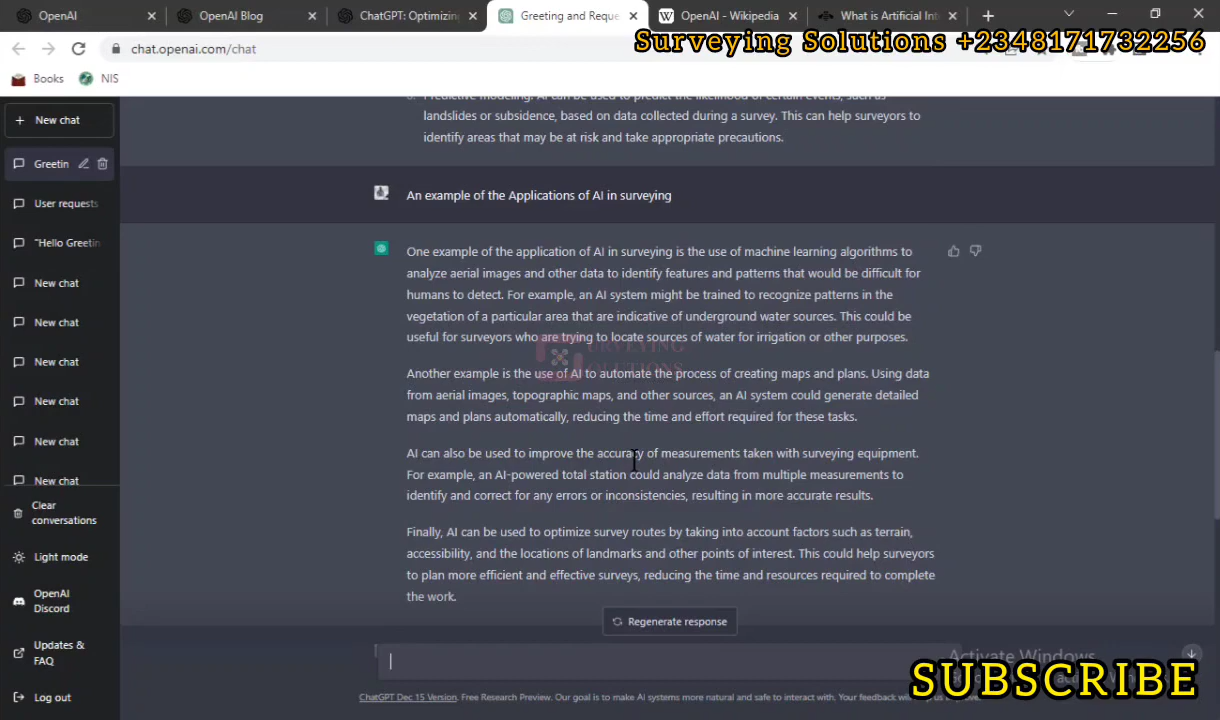 OpenAI
OpenAI Blog
ChatGPT: Optimizing
Greeting and Reque
OpenAI - Wikipedia
What is Artificial Int
chat.openai.com/chat
Surveying Solutions +2348171732256
Books
NIS
New chat
Greetin
User requests
"Hello Greetin
New chat
New chat
New chat
New chat
New chat
New chat
Clear
conversations
Light mode
OpenAI
Discord
Updates &
FAQ
Log out
Predictive modeling: AI can be used to predict the likelihood of certain events, such as
landslides or subsidence, based on data collected during a survey. This can help surveyors to
identify areas that may be at risk and take appropriate precautions.
An example of the Applications of AI in surveying
One example of the application of AI in surveying is the use of machine learning algorithms to
analyze aerial images and other data to identify features and patterns that would be difficult for
humans to detect. For example, an AI system might be trained to recognize patterns in the
vegetation of a particular area that are indicative of underground water sources. This could be
useful for surveyors who are trying to locate sources of water for irrigation or other purposes.
URVEYING
SOLUTIONS
Another example is the use of AI to automate the process of creating maps and plans. Using data
from aerial images, topographic maps, and other sources, an AI system could generate detailed
maps and plans automatically, reducing the time and effort required for these tasks.
AI can also be used to improve the accuracy of measurements taken with surveying equipment.
For example, an AI-powered total station could analyze data from multiple measurements to
identify and correct for any errors or inconsistencies, resulting in more accurate results.
Finally, AI can be used to optimize survey routes by taking into account factors such as terrain,
accessibility, and the locations of landmarks and other points of interest. This could help surveyors
to plan more efficient and effective surveys, reducing the time and resources required to complete
the work.
Regenerate response
Activate Windows
SUBSCRIBE
ChatGPT Dec 15 Version. Free Research Preview. Our goal is to make AI systems more natural and safe to interact with. Your feedback will